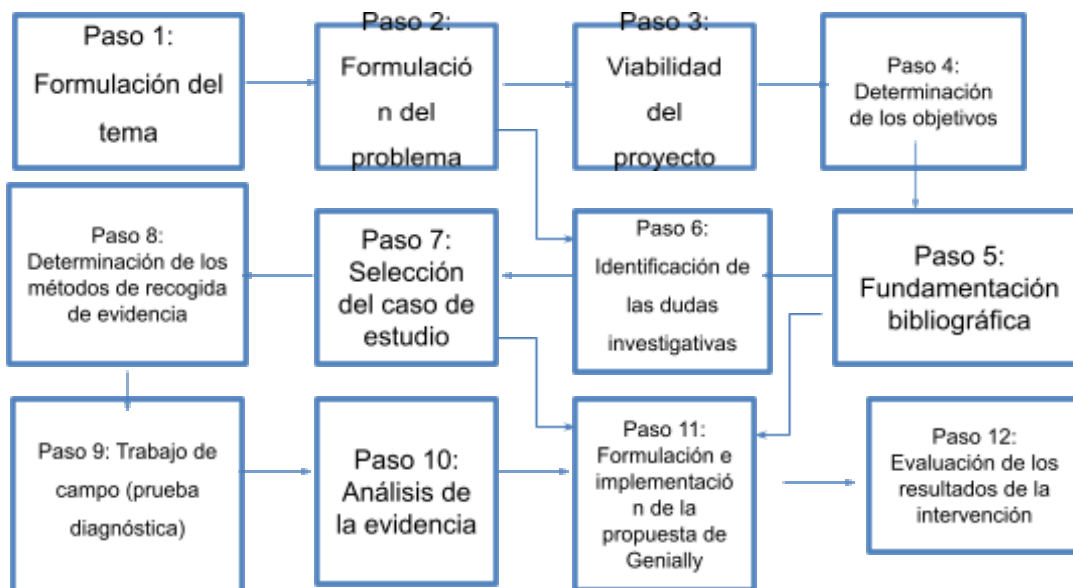 Paso 1:
Formulación del
tema
Paso 2:
Formulació
n del
problema
Paso 3:
Viabilidad
del
proyecto
Paso 4:
Determinación
de los objetivos
Paso 8:
Determinación de los
métodos de recogida
de evidencia
Paso 7:
Selección
del caso de
estudio
Paso 6:
Identificación de
las dudas
investigativas
Paso 5:
Fundamentación
bibliográfica
Paso 9: Trabajo de
campo (prueba
diagnóstica)
Paso 10:
Análisis de
la evidencia
Paso 11:
Formulación e
implementació
n de la
propuesta de
Genially
Paso 12:
Evaluación de los
resultados de la
intervención